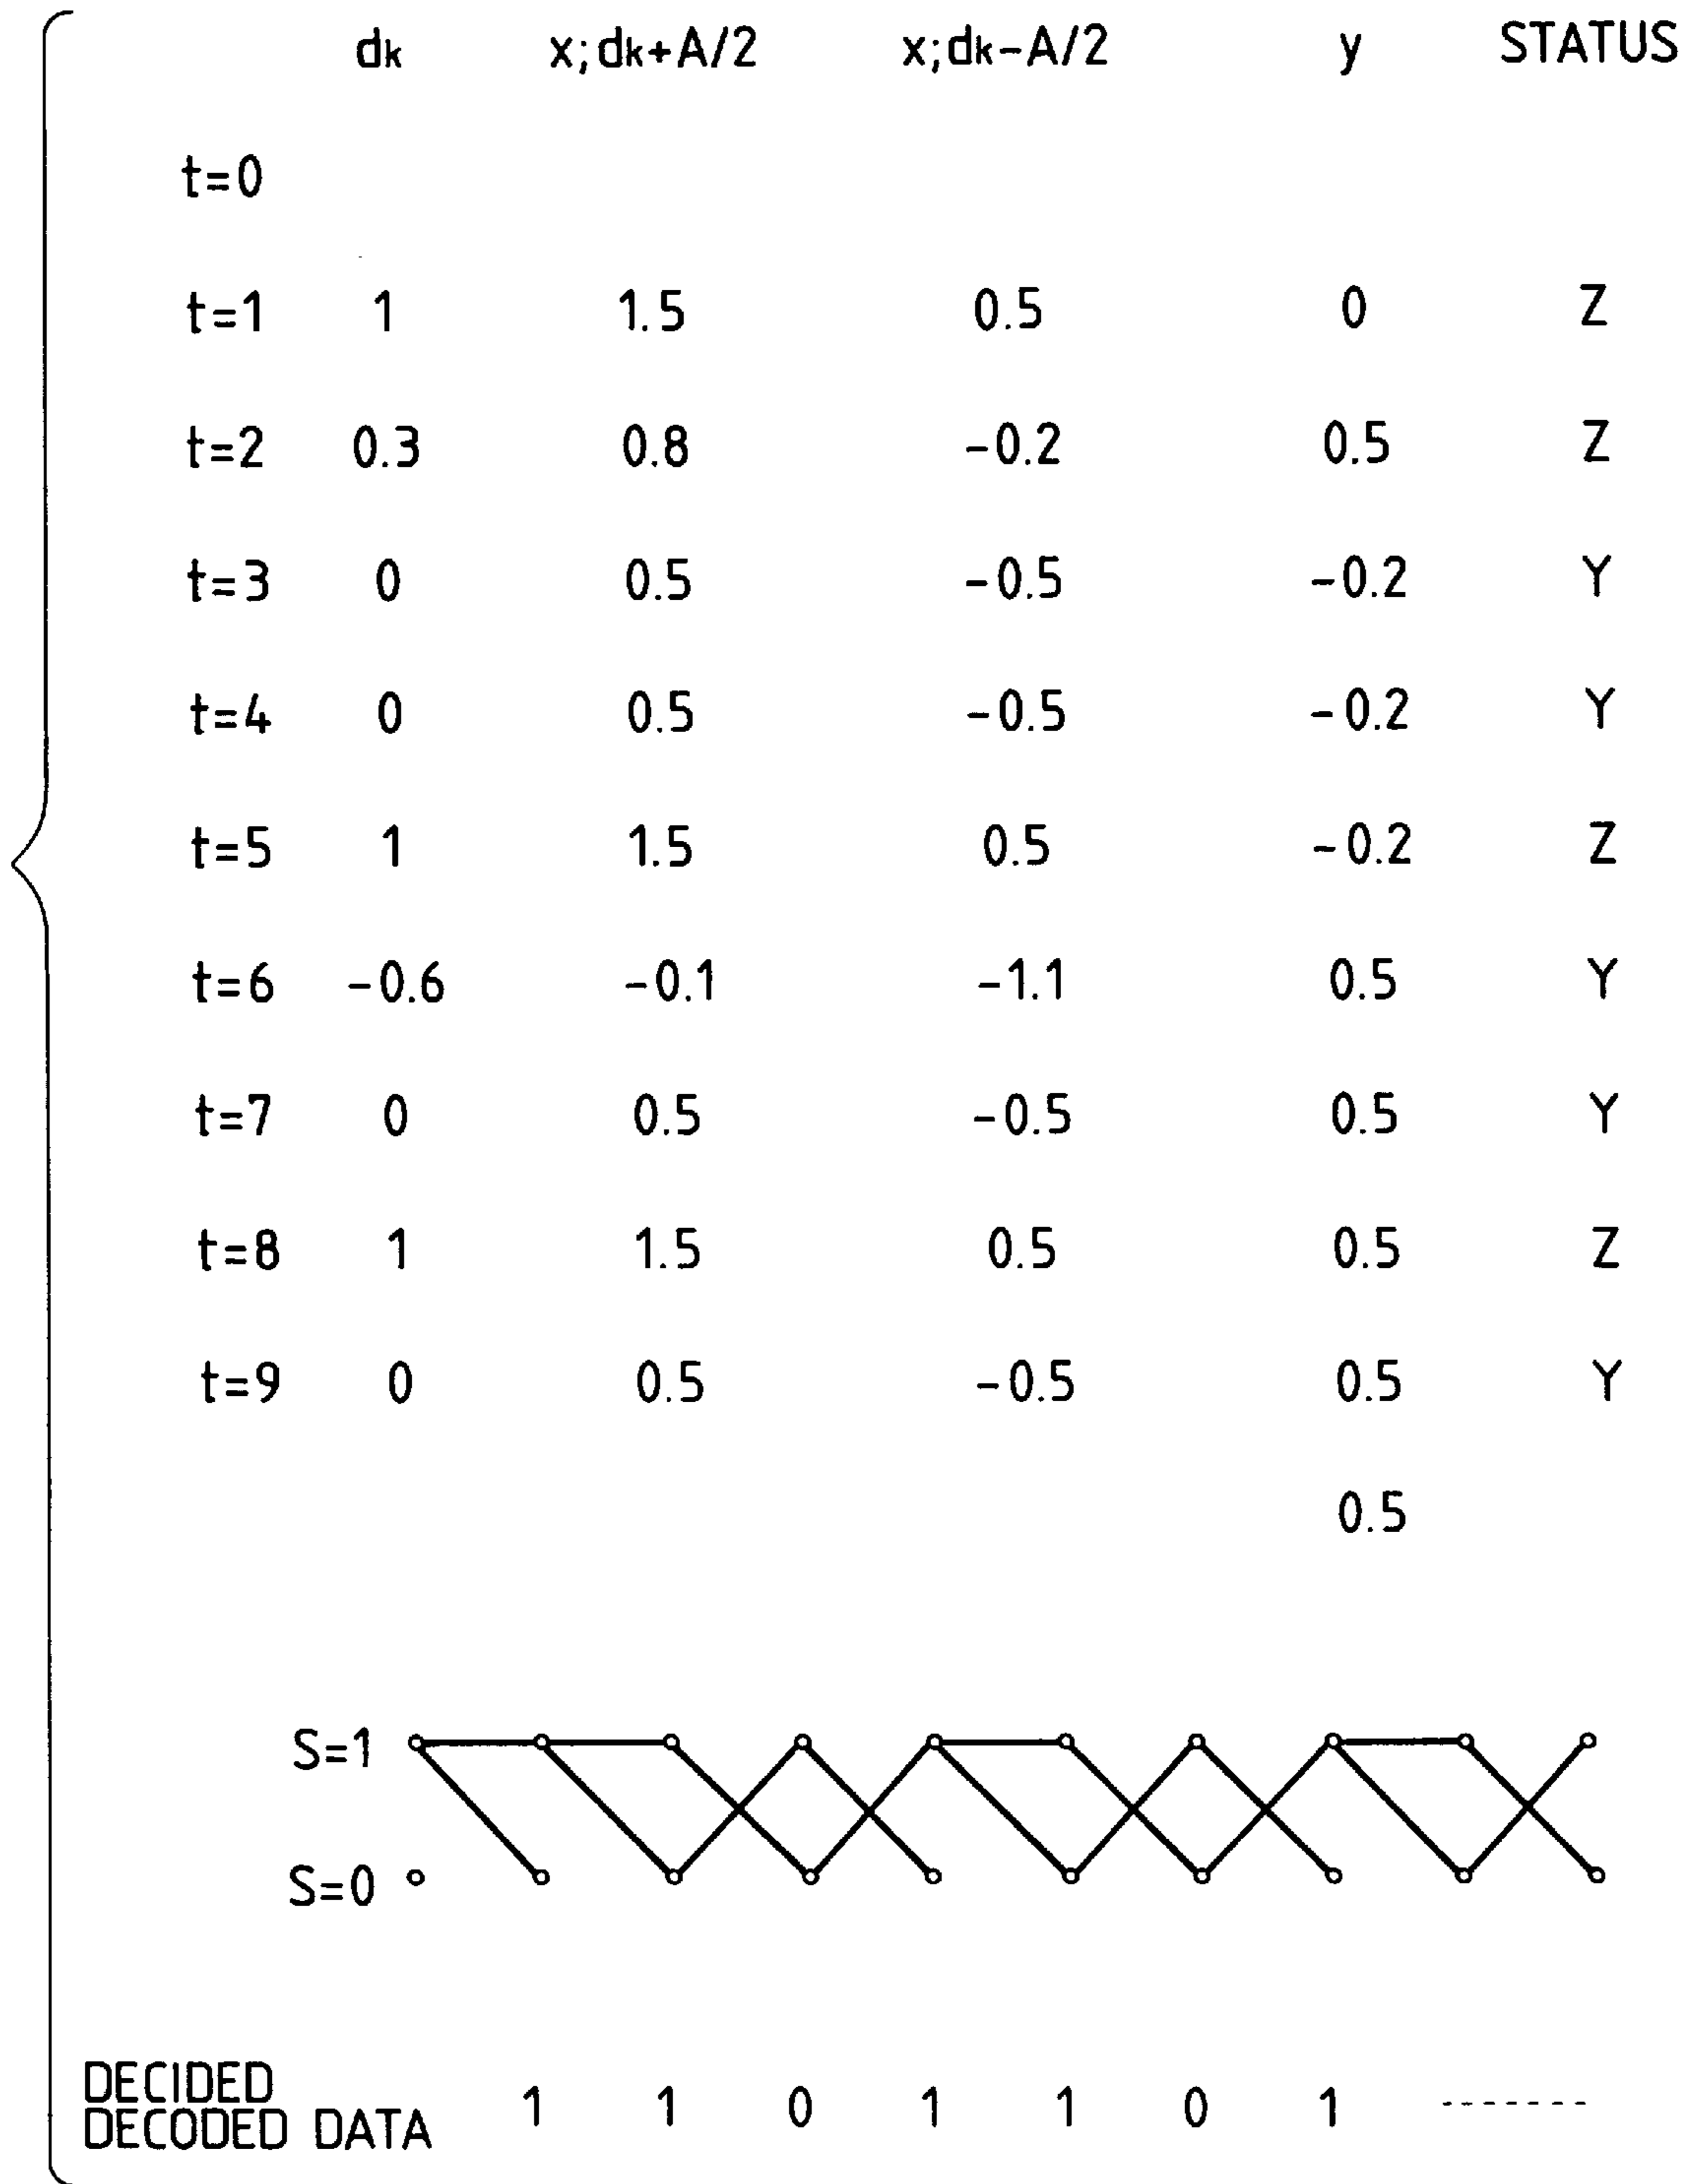 dk x;dk+A/2 x;dk-A/2 y STATUS
t=0
t=1 1 1.5 0.5 0 Z
t=2 0.3 0.8 -0.2 0.5 Z
t=3 0 0.5 -0.5 -0.2 Y
t=4 0 0.5 -0.5 -0.2 Y
t=5 1 1.5 0.5 -0.2 Z
t=6 -0.6 -0.1 -1.1 0.5 Y
t=7 0 0.5 -0.5 0.5 Y
t=8 1 1.5 0.5 0.5 Z
t=9 0 0.5 -0.5 0.5 Y
0.5
S=1
S=0
DECIDED
DECODED DATA 1 1 0 1 1 0 1 ------